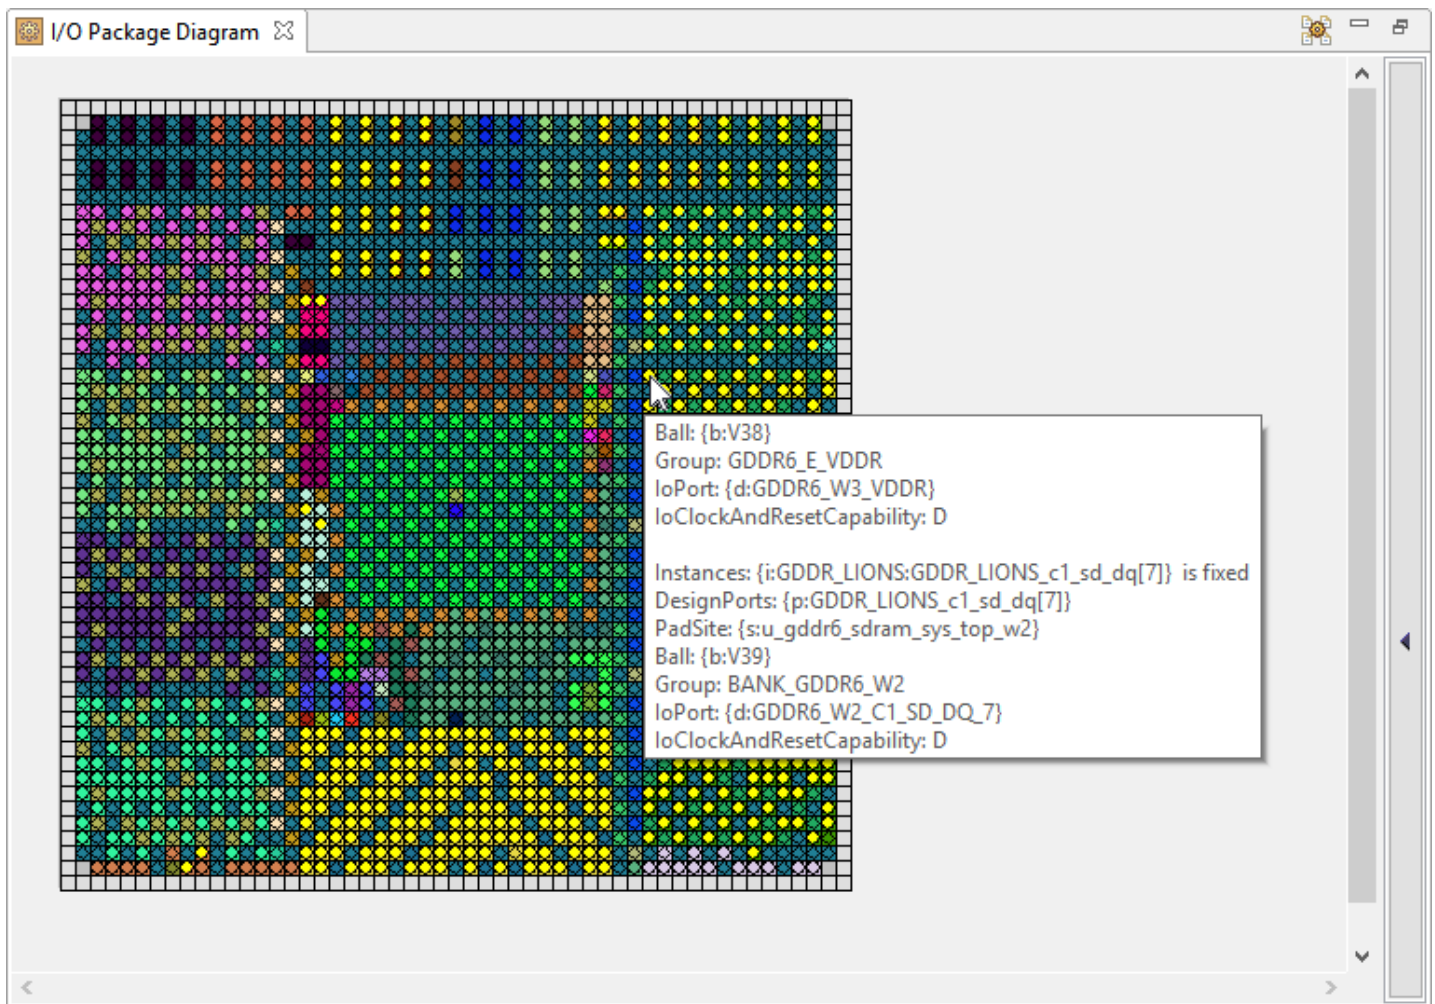 I/O Package Diagram
Ball: {b:V38}
Group: GDDR6_E_VDDR
IoPort: {d:GDDR6_W3_VDDR}
IoClockAndResetCapability: D
Instances: {i:GDDR_LIONS:GDDR_LIONS_c1_sd_dq[7]} is fixed
DesignPorts: {p:GDDR_LIONS_c1_sd_dq[7]}
PadSite: {s:u_gddr6_sdram_sys_top_w2}
Ball: {b:V39}
Group: BANK_GDDR6_W2
IoPort: {d:GDDR6_W2_C1_SD_DQ_7}
IoClockAndResetCapability: D